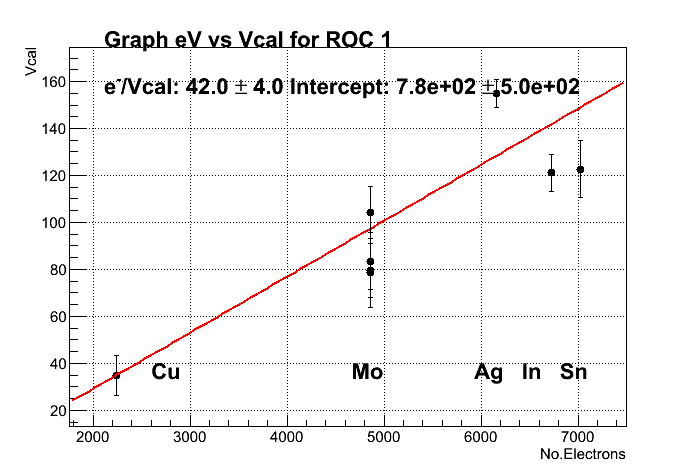 Graph eV vs Vcal for ROC 1
e⁻/Vcal: 42.0 ± 4.0 Intercept: 7.8e+02 ± 5.0e+02
Vcal
160
140
120
100
80
60
40
20
Cu Mo Ag In Sn
2000 3000 4000 5000 6000 7000
No.Electrons